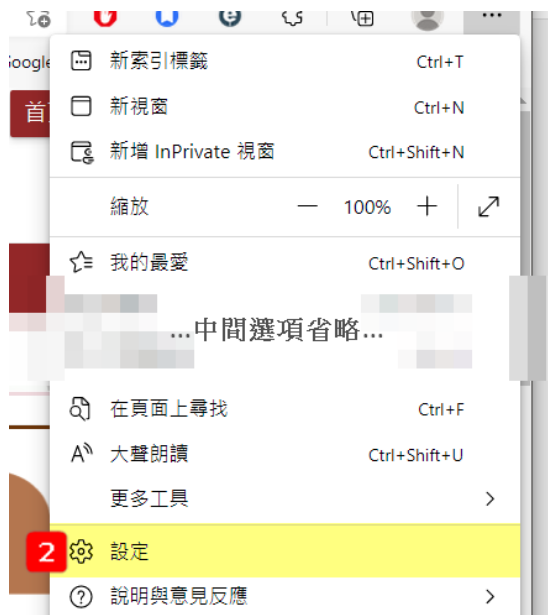 oogle
首
新索引標籤 Ctrl+T
新視窗 Ctrl+N
新增 InPrivate 視窗 Ctrl+Shift+N
縮放 — 100% +
我的最愛 Ctrl+Shift+O
...中間選項省略...
在頁面上尋找 Ctrl+F
大聲朗讀 Ctrl+Shift+U
更多工具
2 設定
說明與意見反應